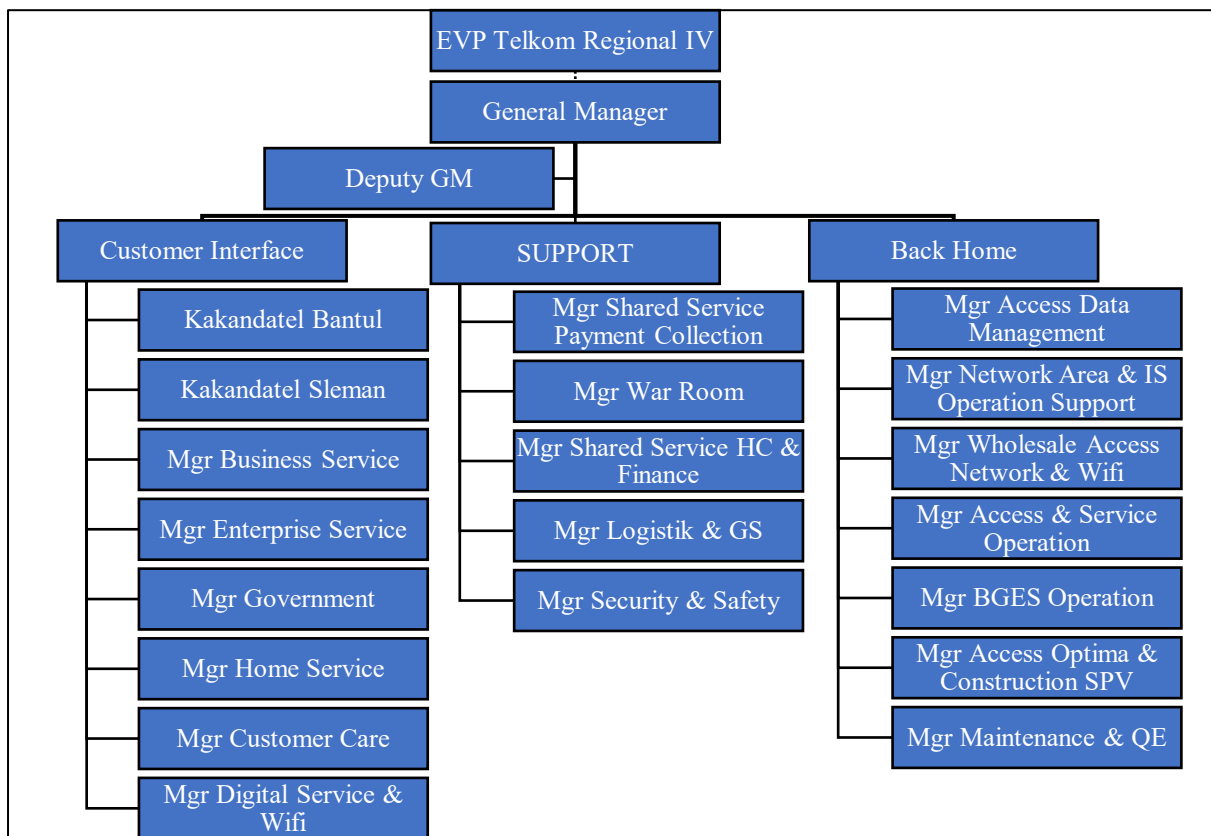 EVP Telkom Regional IV
General Manager
Deputy GM
Customer Interface
Kakandatel Bantul
Kakandatel Sleman
Mgr Business Service
Mgr Enterprise Service
Mgr Government
Mgr Home Service
Mgr Customer Care
Mgr Digital Service &
Wifi
SUPPORT
Mgr Shared Service
Payment Collection
Mgr War Room
Mgr Shared Service HC &
Finance
Mgr Logistik & GS
Mgr Security & Safety
Back Home
Mgr Access Data
Management
Mgr Network Area & IS
Operation Support
Mgr Wholesale Access
Network & Wifi
Mgr Access & Service
Operation
Mgr BGES Operation
Mgr Access Optima &
Construction SPV
Mgr Maintenance & QE